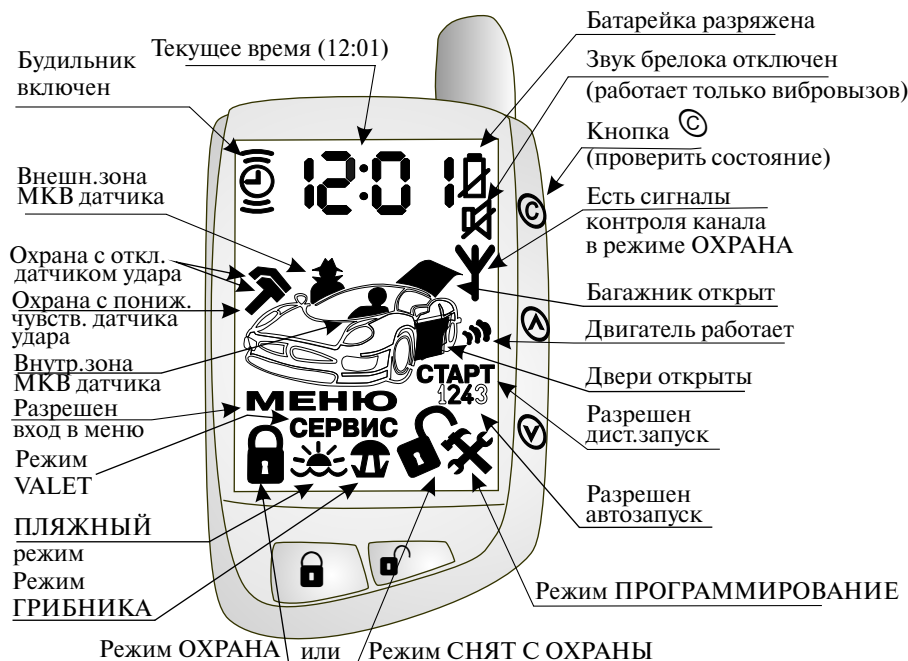 Батарейка разряжена
Текущее время (12:01)
Будильник
включен
Звук брелока отключен
(работает только вибровызов)
Кнопка ©
(проверить состояние)
12:01
©
Внешн.зона
МКВ датчика
Есть сигналы
контроля канала
в режиме ОХРАНА
Охрана с откл.
датчиком удара
Багажник открыт
Охрана с пониж.
чувств. датчика
удара
Двигатель работает
Внутр.зона
МКВ датчика
Двери открыты
СТАРТ
1243
МЕНЮ
СЕРВИС
Разрешен
вход в меню
Разрешен
дист.запуск
Режим
VALET
Разрешен
автозапуск
ПЛЯЖНЫЙ
режим
Режим
ГРИБНИКА
Режим ПРОГРАММИРОВАНИЕ
Режим ОХРАНА или Режим СНЯТ С ОХРАНЫ